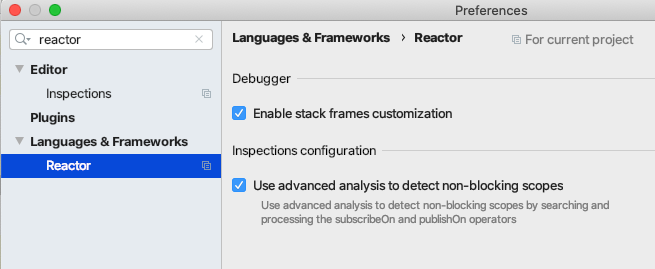 Preferences
reactor
Languages & Frameworks › Reactor
For current project
Editor
Inspections
Plugins
Languages & Frameworks
Reactor
Debugger
Enable stack frames customization
Inspections configuration
Use advanced analysis to detect non-blocking scopes
Use advanced analysis to detect non-blocking scopes by searching and
processing the subscribeOn and publishOn operators